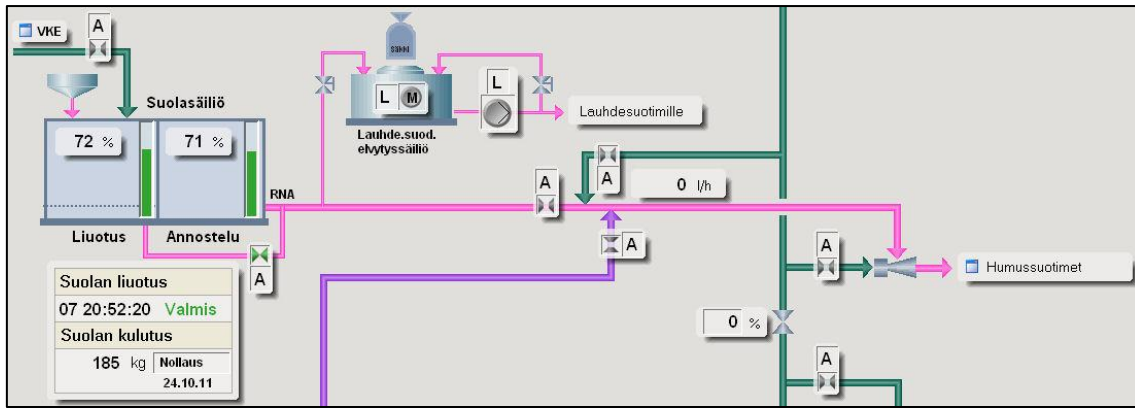 VKE
A
Suolasäiliö
72 %
71 %
RNA
Liuotus
Annostelu
A
Suolan liuotus
07 20:52:20 Valmis
Suolan kulutus
185 kg Nollaus
24.10.11
L M
L
Lauhde.suod.
elvytyssäiliö
Lauhdesuotimille
A
A
0 l/h
A
A
Humussuotimet
0 %
A